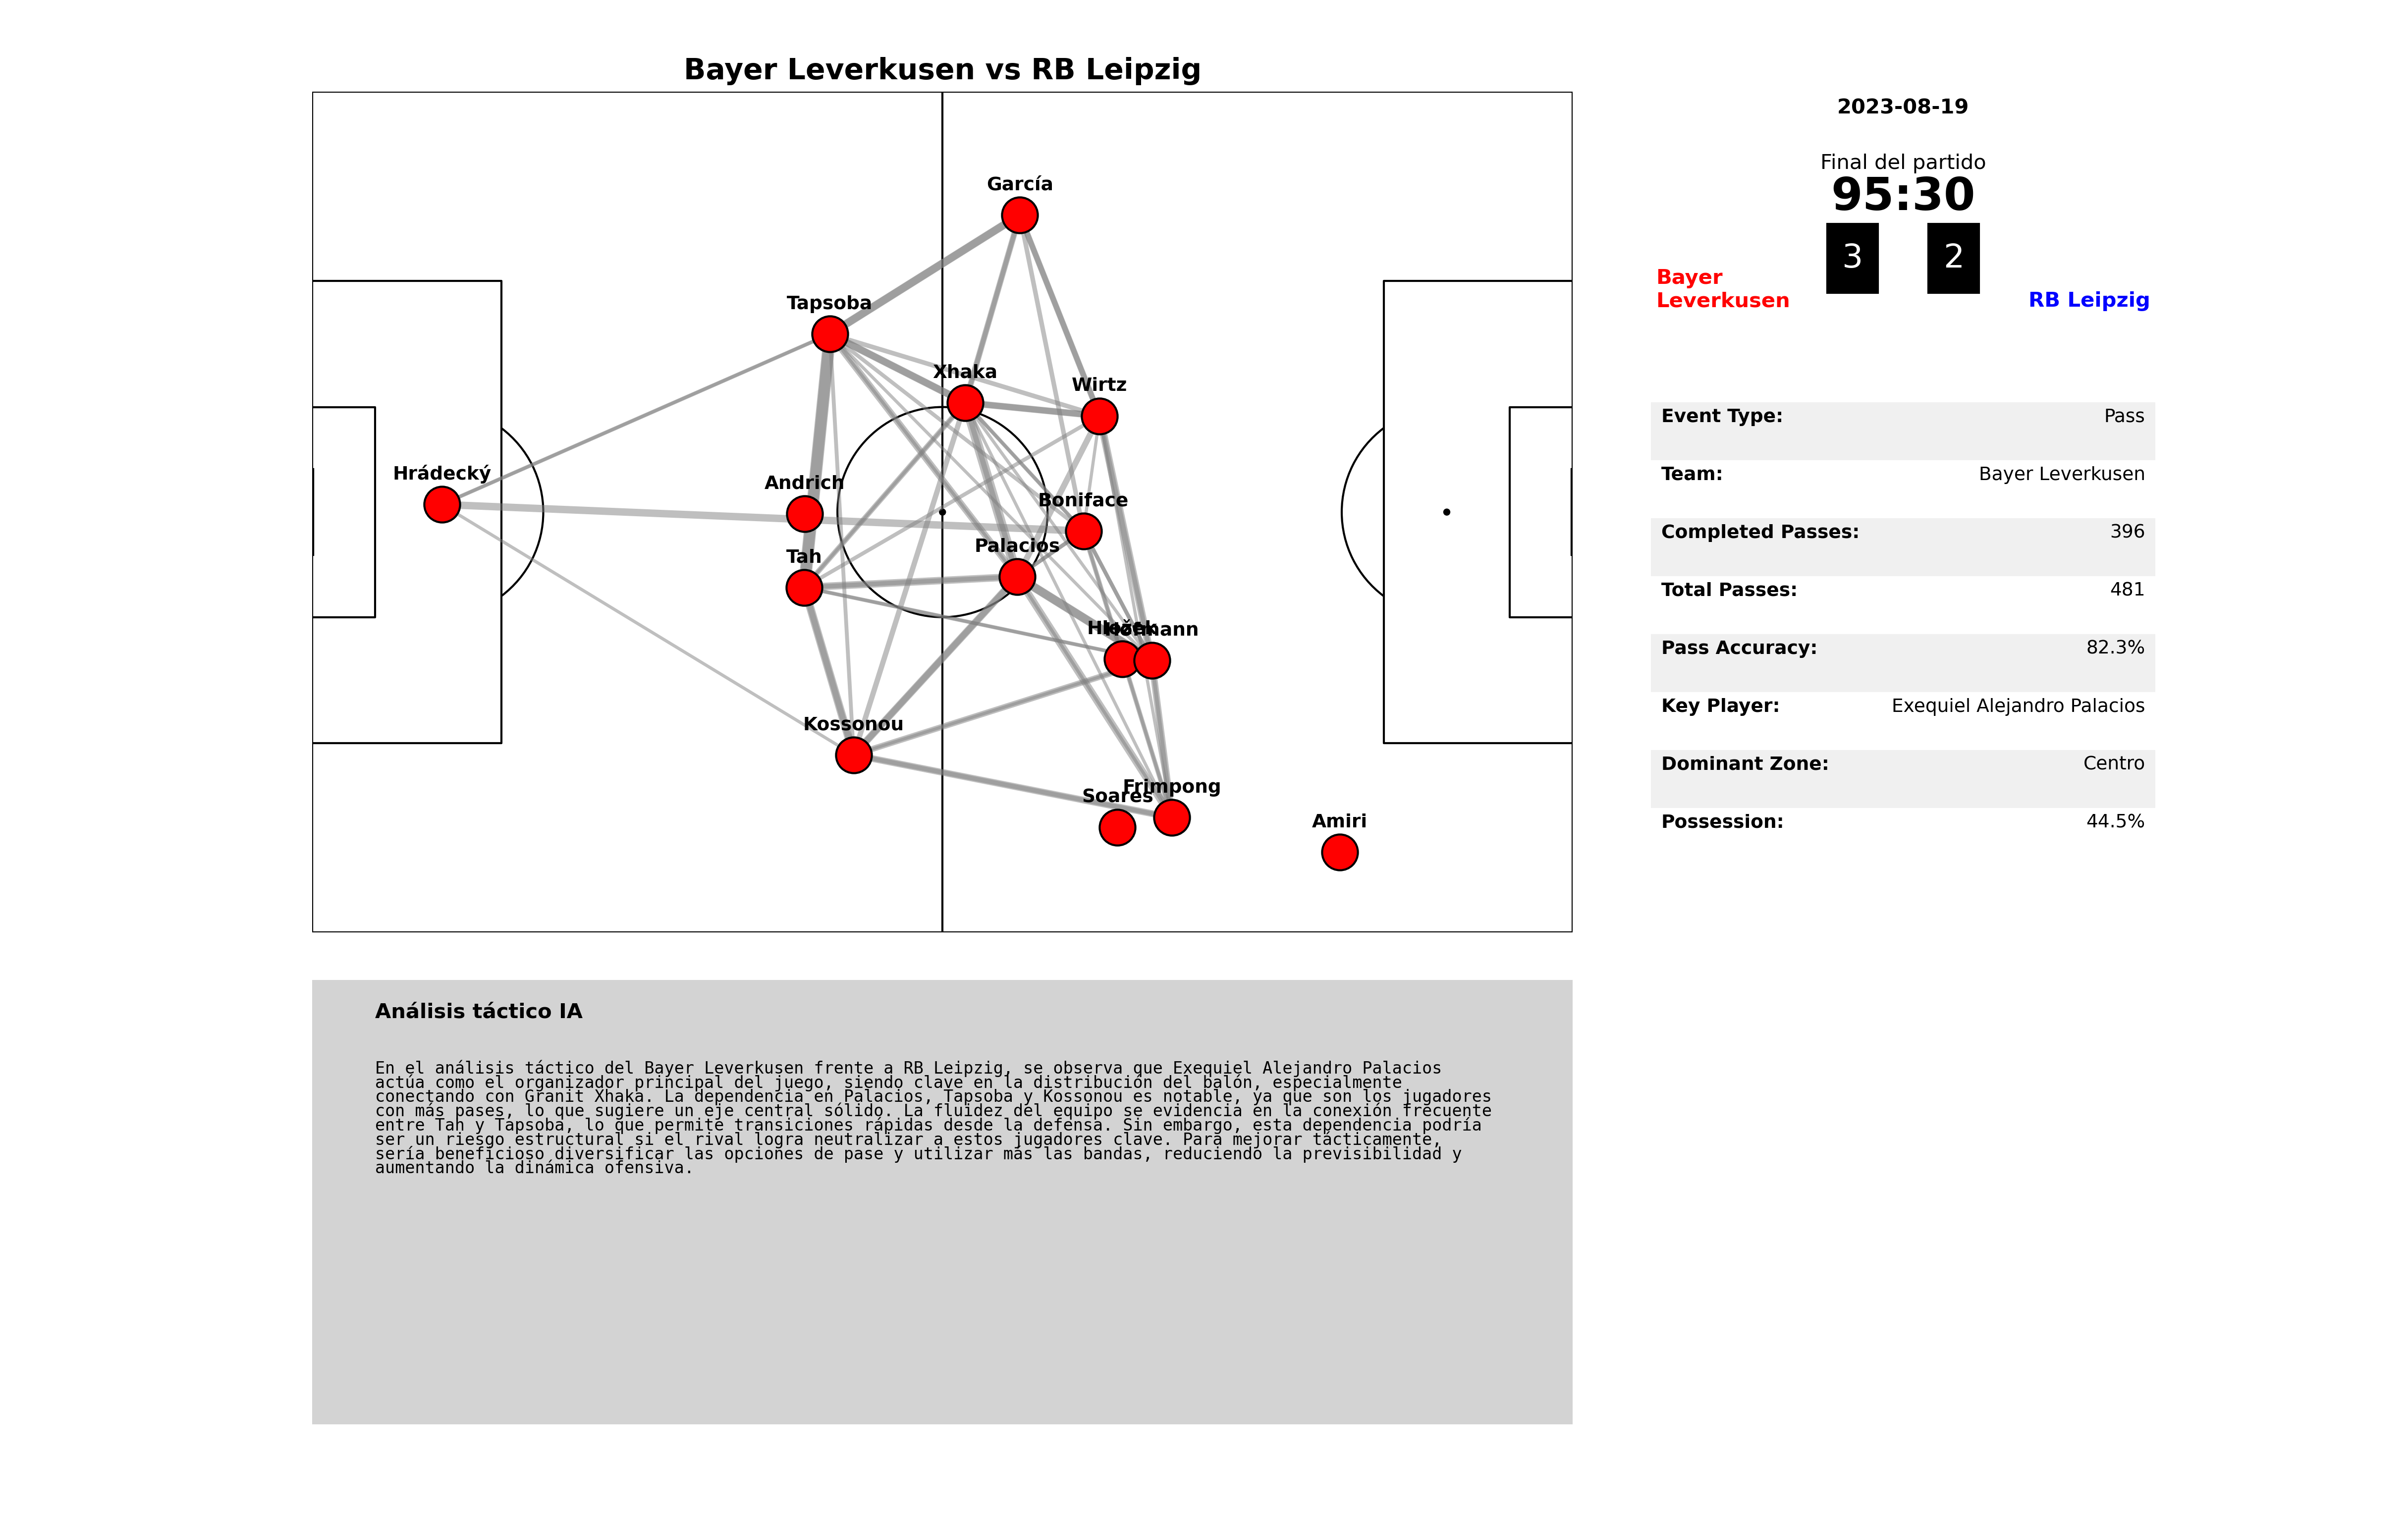 Bayer Leverkusen vs RB Leipzig
García
Tapsoba
Xhaka
Wirtz
Hrádecký
Andrich
Boniface
Palacios
Tah
Hofmann
Kossonou
Frimpong
Soares
Amiri
2023-08-19
Final del partido
95:30
3 2
Bayer
Leverkusen
RB Leipzig
Event Type: Pass
Team: Bayer Leverkusen
Completed Passes: 396
Total Passes: 481
Pass Accuracy: 82.3%
Key Player: Exequiel Alejandro Palacios
Dominant Zone: Centro
Possession: 44.5%
Análisis táctico IA
En el análisis táctico del Bayer Leverkusen frente a RB Leipzig, se observa que Exequiel Alejandro Palacios
actúa como el organizador principal del juego, siendo clave en la distribución del balón, especialmente
conectando con Granit Xhaka. La dependencia en Palacios, Tapsoba y Kossonou es notable, ya que son los jugadores
con más pases, lo que sugiere un eje central sólido. La fluidez del equipo se evidencia en la conexión frecuente
entre Tah y Tapsoba, lo que permite transiciones rápidas desde la defensa. Sin embargo, esta dependencia podría
ser un riesgo estructural si el rival logra neutralizar a estos jugadores clave. Para mejorar tácticamente,
sería beneficioso diversificar las opciones de pase y utilizar más las bandas, reduciendo la previsibilidad y
aumentando la dinámica ofensiva.